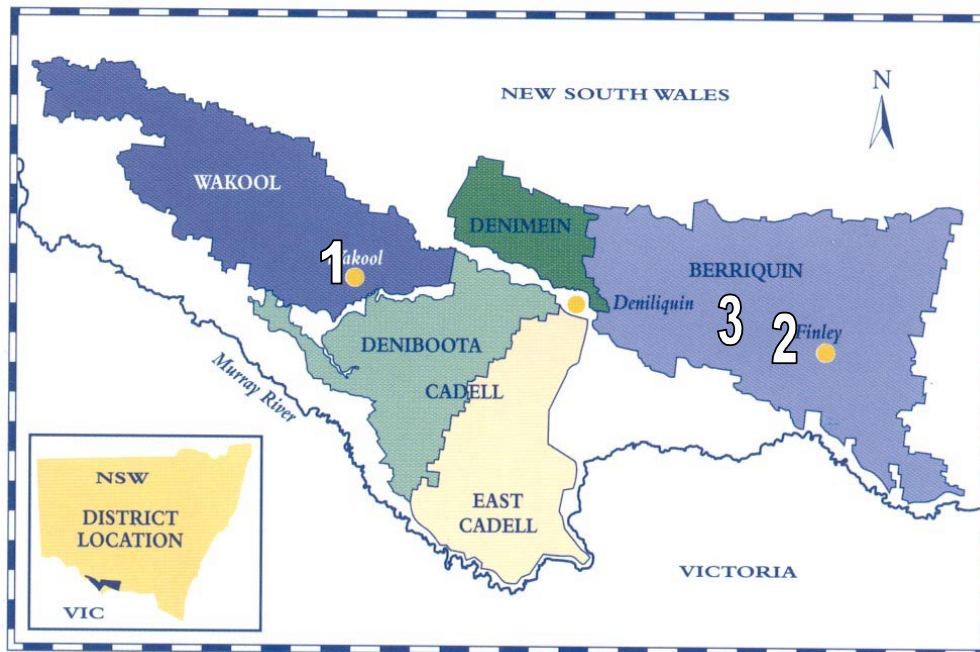 NEW SOUTH WALES
N
WAKOOL
DENIMEIN
BERRIQUIN
1
Wakool
Deniliquin
3
2
Finley
DENIBOOTA
CADELL
Murray River
EAST
CADELL
NSW
DISTRICT
LOCATION
VIC
VICTORIA